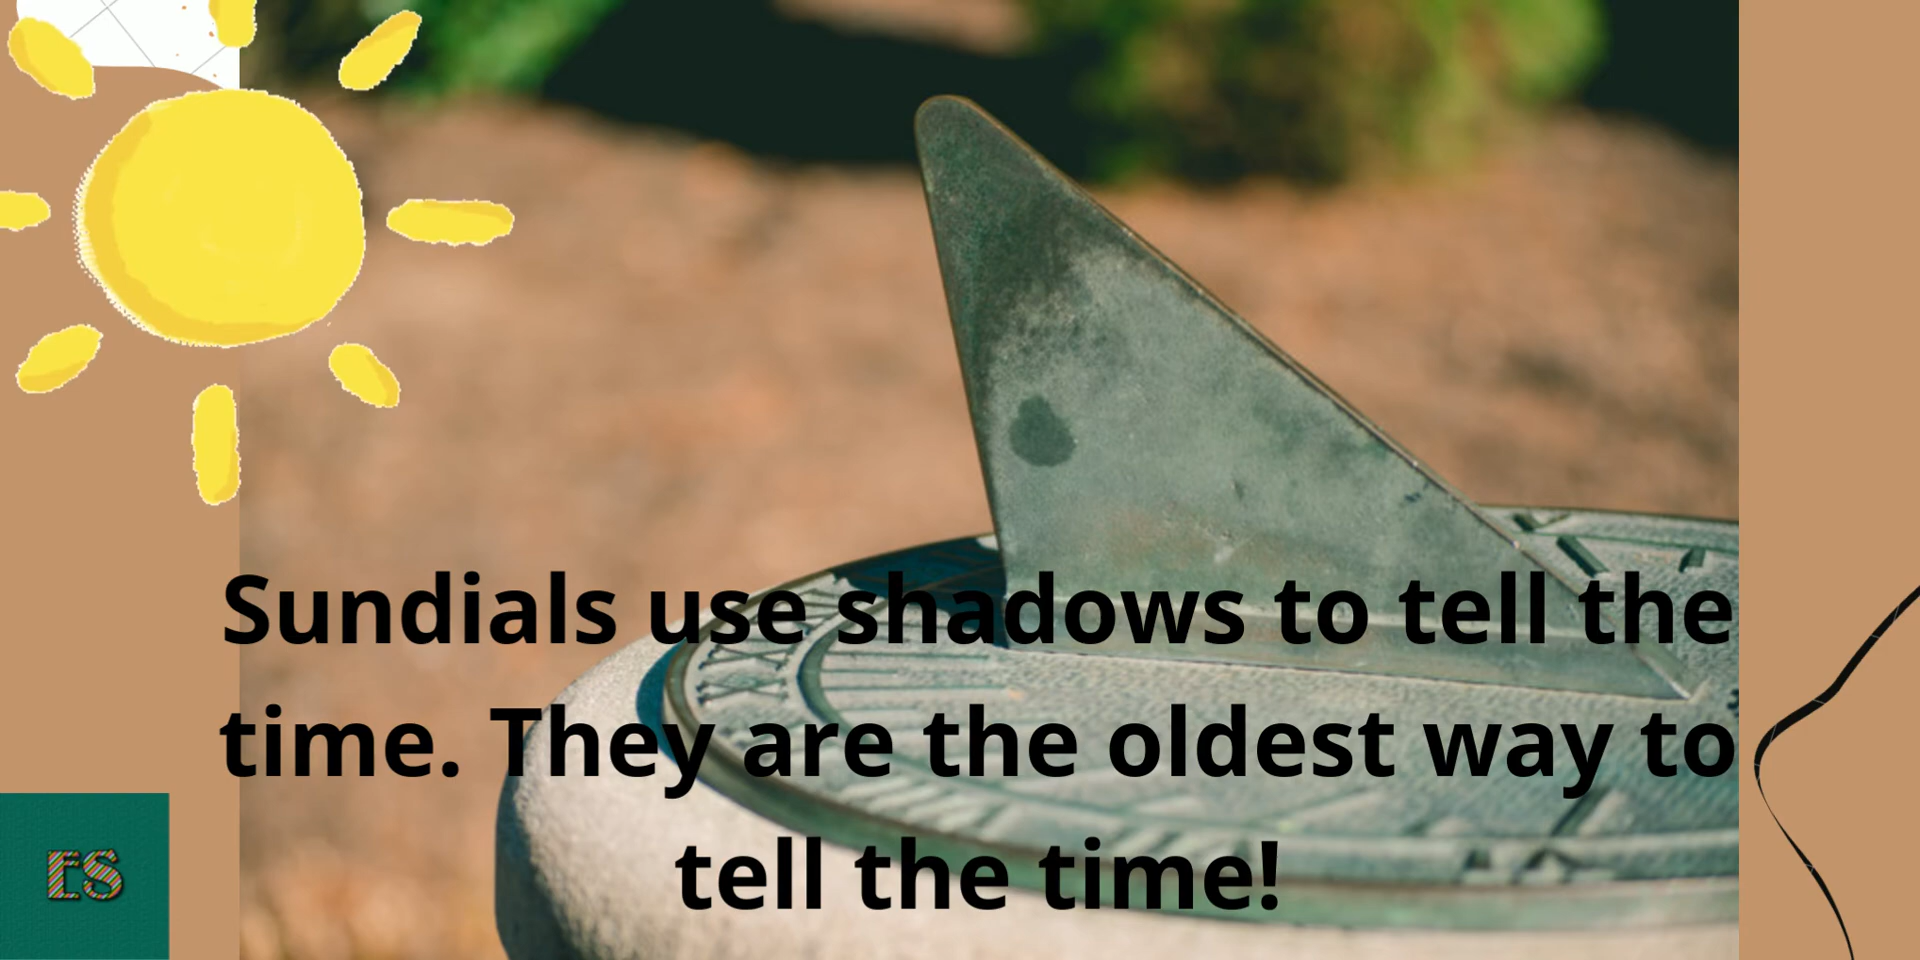 Sundials use shadows to tell the
time. They are the oldest way to
tell the time!
ES